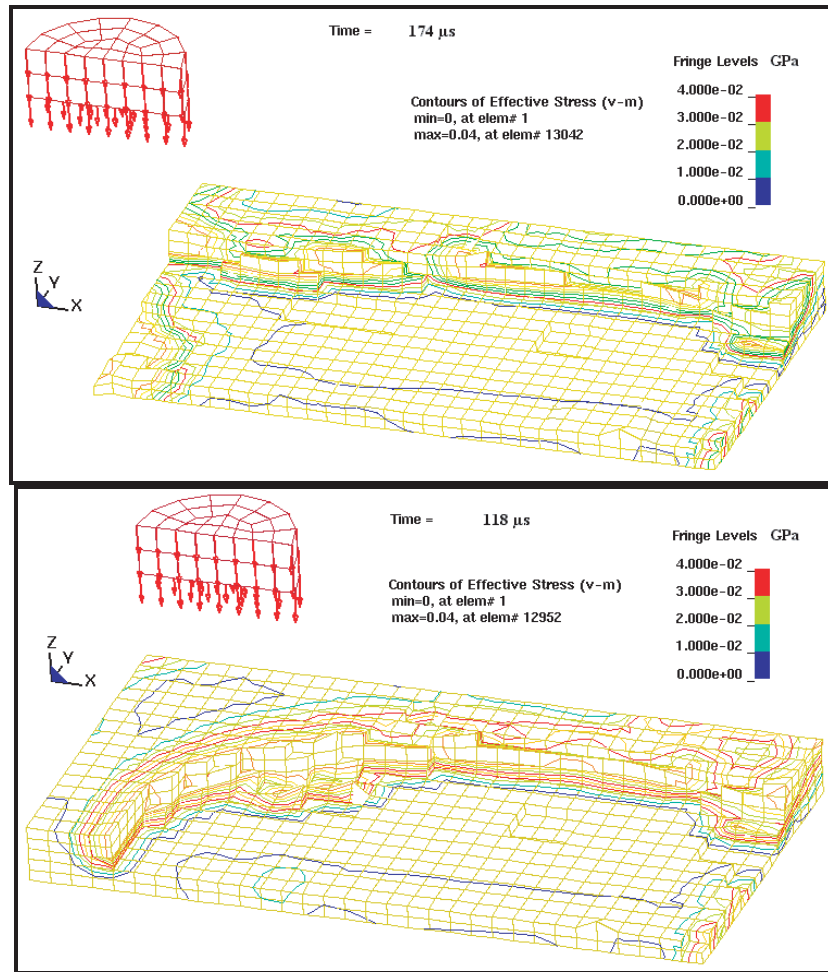 Time = 174 µs
Fringe Levels GPa
4.000e-02
3.000e-02
2.000e-02
1.000e-02
0.000e+00
Contours of Effective Stress (v-m)
min=0, at elem# 1
max=0.04, at elem# 13042
Z
Y
X
Time = 118 µs
Fringe Levels GPa
4.000e-02
3.000e-02
2.000e-02
1.000e-02
0.000e+00
Contours of Effective Stress (v-m)
min=0, at elem# 1
max=0.04, at elem# 12952
Z
Y
X